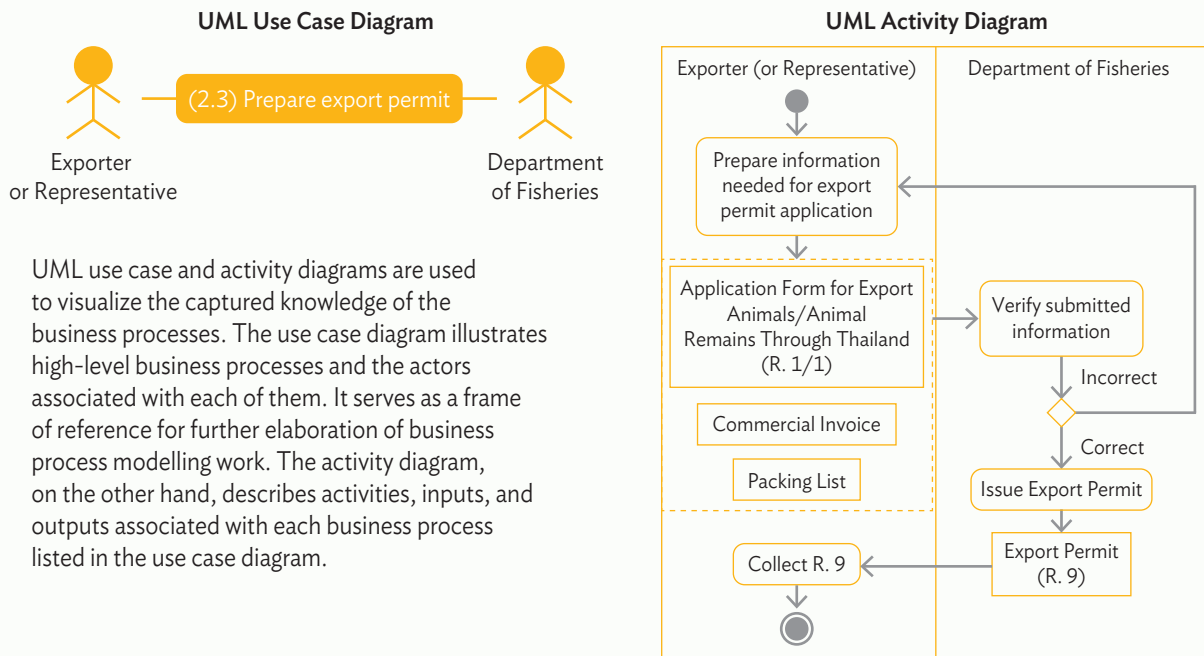 UML Use Case Diagram
(2.3) Prepare export permit
Exporter
or Representative
Department
of Fisheries
UML use case and activity diagrams are used
to visualize the captured knowledge of the
business processes. The use case diagram illustrates
high-level business processes and the actors
associated with each of them. It serves as a frame
of reference for further elaboration of business
process modelling work. The activity diagram,
on the other hand, describes activities, inputs, and
outputs associated with each business process
listed in the use case diagram.
UML Activity Diagram
Exporter (or Representative)
Department of Fisheries
Prepare information
needed for export
permit application
Application Form for Export
Animals/Animal
Remains Through Thailand
(R. 1/1)
Commercial Invoice
Packing List
Verify submitted
information
Incorrect
Correct
Issue Export Permit
Export Permit
(R. 9)
Collect R. 9